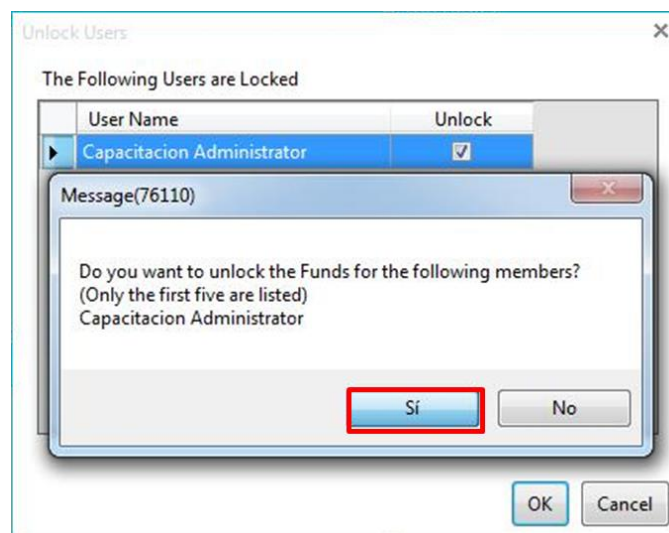 Unlock Users
The Following Users are Locked
User Name Unlock
Capacitacion Administrator
Message(76110)
Do you want to unlock the Funds for the following members?
(Only the first five are listed)
Capacitacion Administrator
Sí No
OK Cancel